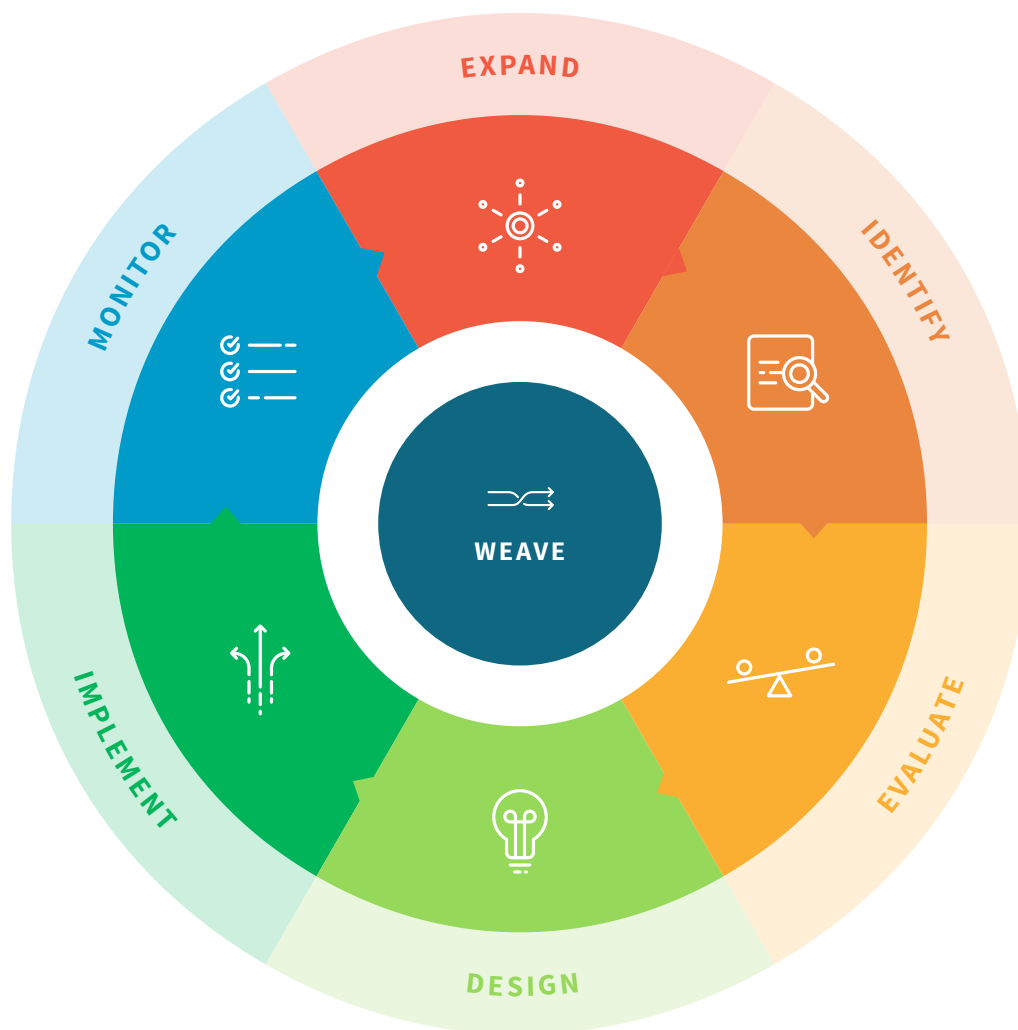 EXPAND
IDENTIFY
EVALUATE
DESIGN
IMPLEMENT
MONITOR
WEAVE